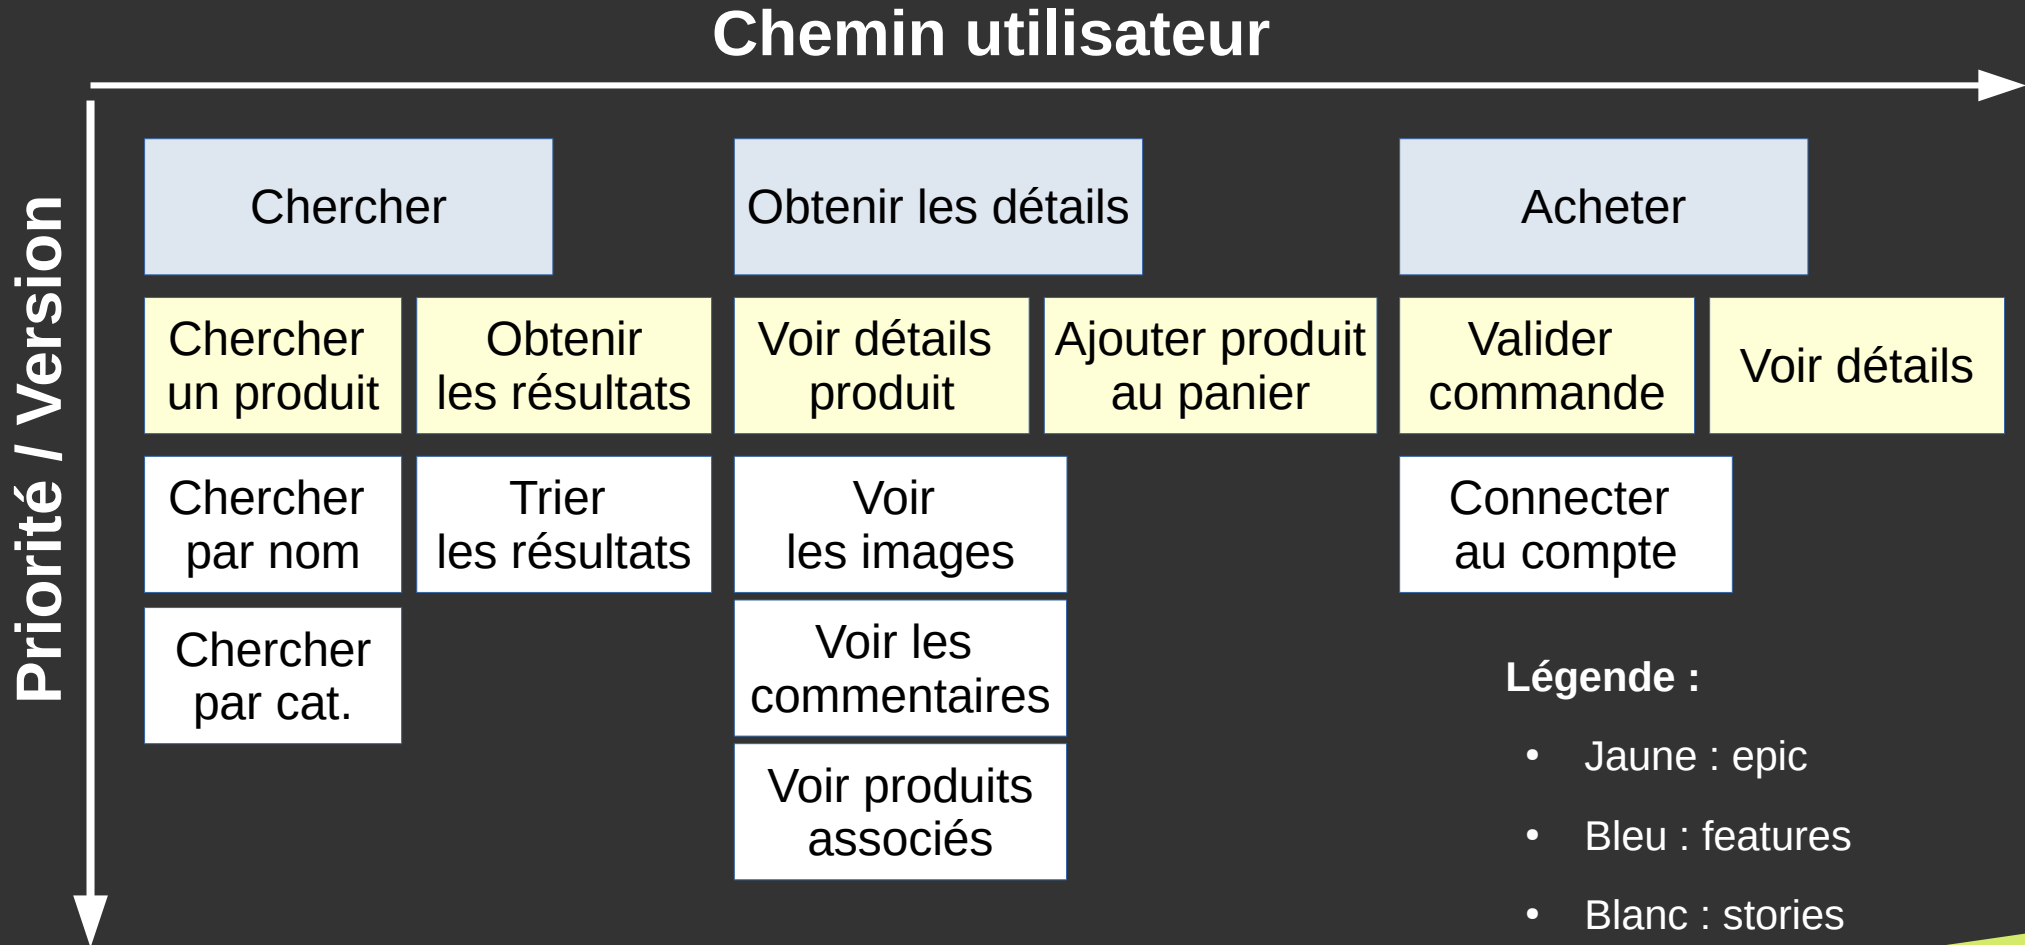 Chemin utilisateur
Priorité / Version
Chercher
Obtenir les détails
Acheter
Chercher
un produit
Obtenir
les résultats
Voir détails
produit
Ajouter produit
au panier
Valider
commande
Voir détails
Chercher
par nom
Trier
les résultats
Voir
les images
Connecter
au compte
Chercher
par cat.
Voir les
commentaires
Voir produits
associés
Légende :
• Jaune : epic
• Bleu : features
• Blanc : stories